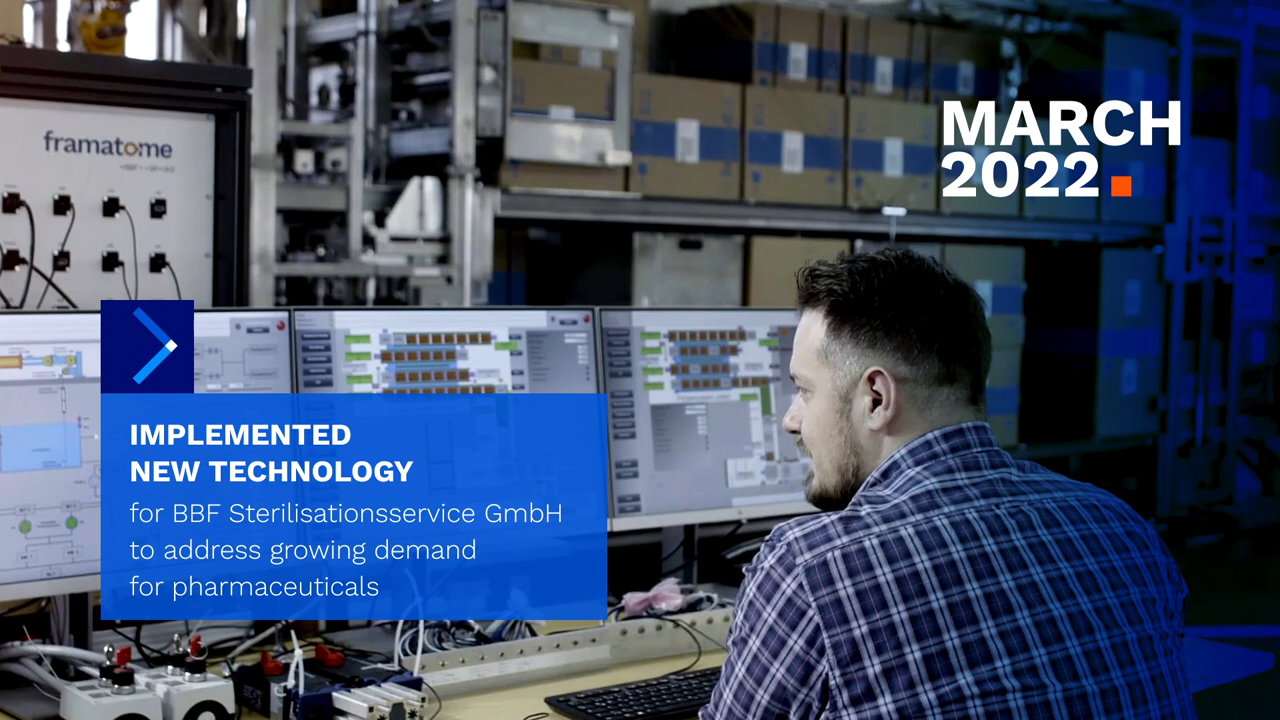 framatome
MARCH
2022
IMPLEMENTED
NEW TECHNOLOGY
for BBF Sterilisationsservice GmbH
to address growing demand
for pharmaceuticals